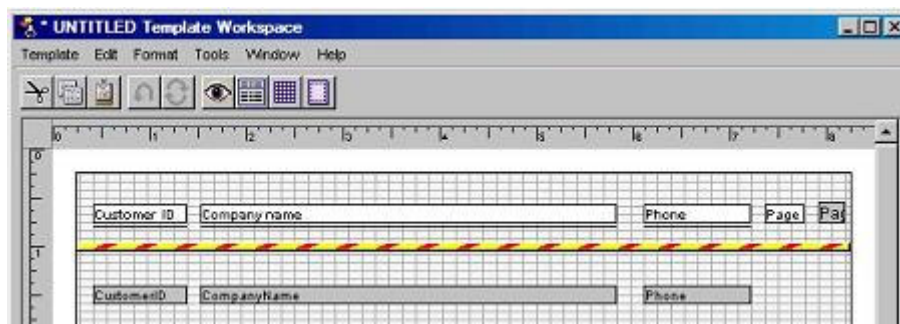 * UNTITLED Template Workspace
Template Edit Format Tools Window Help
0 1 2 3 4 5 6 7 8
0
Customer ID Company name Phone Page Pag
1
CustomerID CompanyName Phone